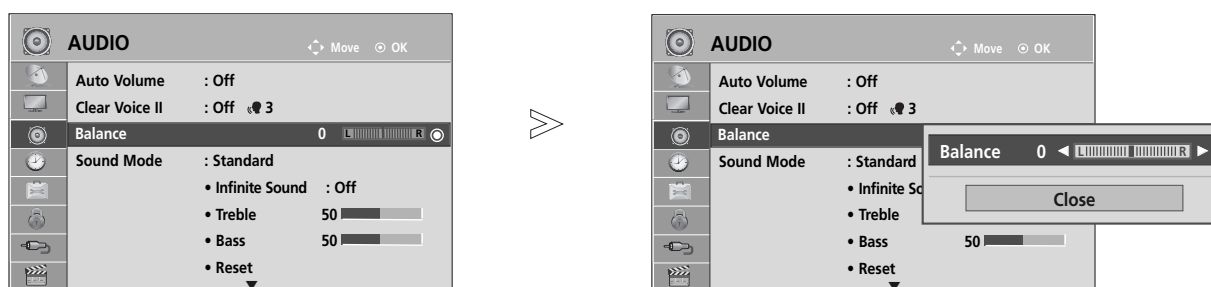 AUDIO Move OK
Auto Volume : Off
Clear Voice II : Off 3
Balance 0 L R
Sound Mode : Standard
• Infinite Sound : Off
• Treble 50
• Bass 50
• Reset
AUDIO Move OK
Auto Volume : Off
Clear Voice II : Off 3
Balance
Sound Mode : Standard
• Infinite So
• Treble
• Bass 50
• Reset
Balance 0 L R
Close